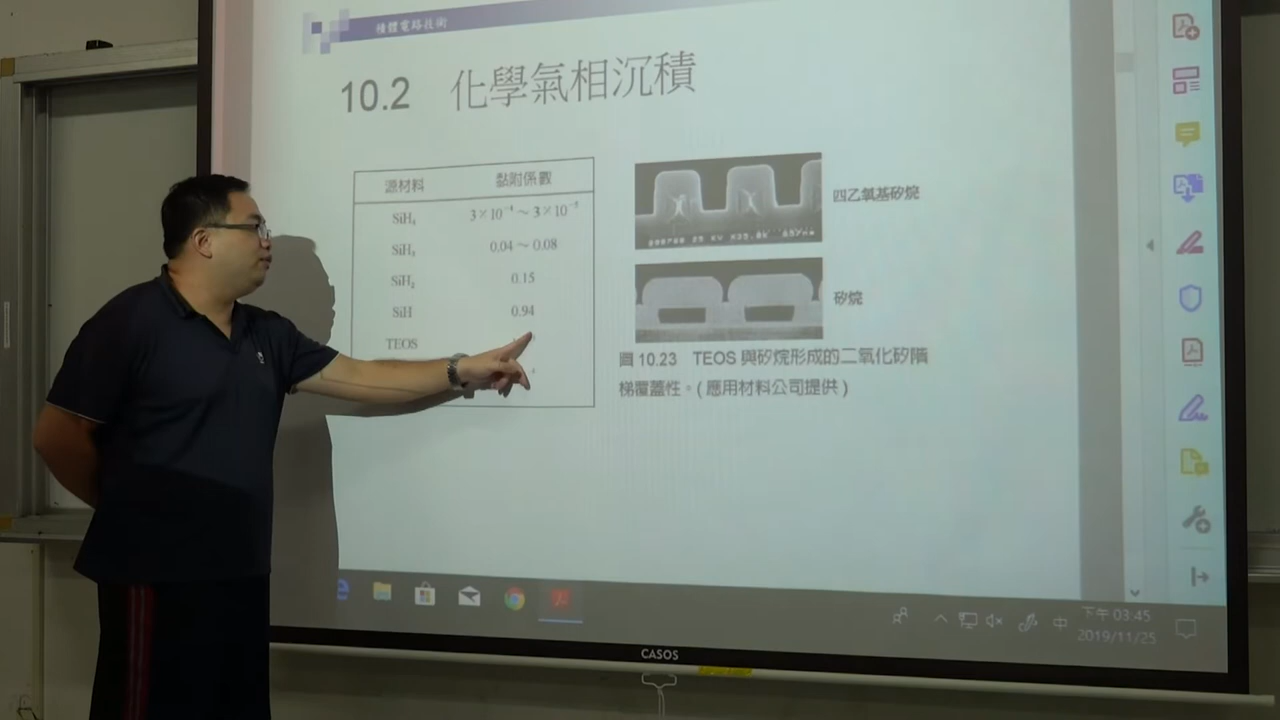 積體電路技術
10.2 化學氣相沉積
源材料 黏附係數
SiH₄ 3×10⁻⁴～3×10⁻⁵
SiH₃ 0.04～0.08
SiH₂ 0.15
SiH 0.94
TEOS
四乙氧基矽烷
矽烷
圖 10.23 TEOS 與矽烷形成的二氧化矽階
梯覆蓋性。(應用材料公司提供)
中
下午 03:45
2019/11/25
CASOS